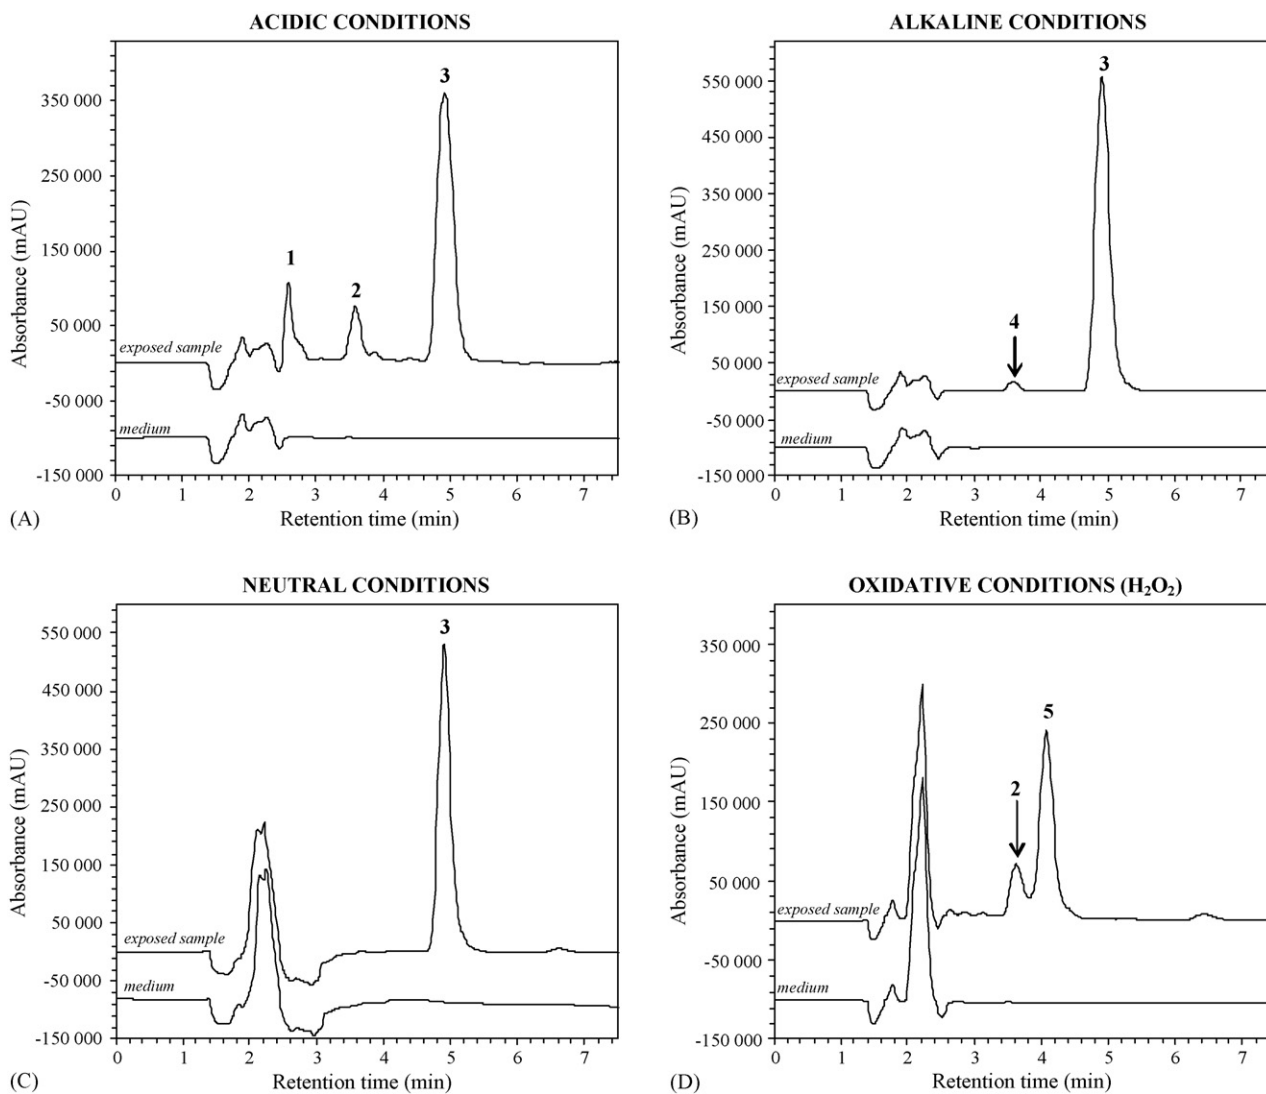 ACIDIC CONDITIONS
Absorbance (mAU)
350 000
250 000
150 000
50 000
-50 000
-150 000
1
2
3
exposed sample
medium
0 1 2 3 4 5 6 7
Retention time (min)
(A)
ALKALINE CONDITIONS
Absorbance (mAU)
550 000
450 000
350 000
250 000
150 000
50 000
-50 000
-150 000
3
4
exposed sample
medium
0 1 2 3 4 5 6 7
Retention time (min)
(B)
NEUTRAL CONDITIONS
Absorbance (mAU)
550 000
450 000
350 000
250 000
150 000
50 000
-50 000
-150 000
3
exposed sample
medium
0 1 2 3 4 5 6 7
Retention time (min)
(C)
OXIDATIVE CONDITIONS (H₂O₂)
Absorbance (mAU)
350 000
250 000
150 000
50 000
-50 000
-150 000
5
2
exposed sample
medium
0 1 2 3 4 5 6 7
Retention time (min)
(D)